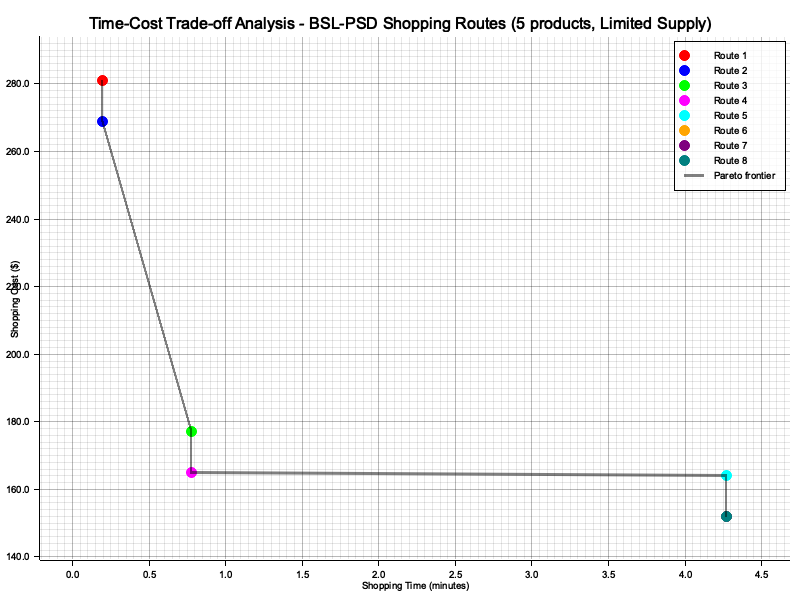 Time-Cost Trade-off Analysis - BSL-PSD Shopping Routes (5 products, Limited Supply)
Route 1
Route 2
Route 3
Route 4
Route 5
Route 6
Route 7
Route 8
Pareto frontier
Shopping Cost ($)
280.0
260.0
240.0
220.0
200.0
180.0
160.0
140.0
0.0 0.5 1.0 1.5 2.0 2.5 3.0 3.5 4.0 4.5
Shopping Time (minutes)